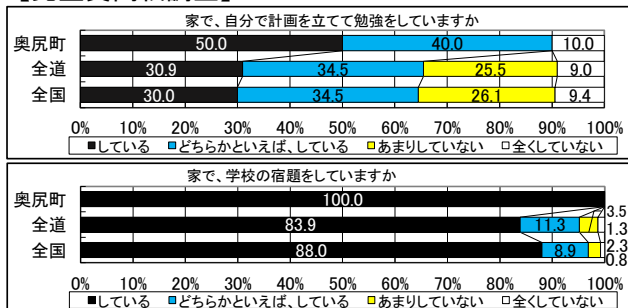 家で、自分で計画を立てて勉強をしていますか
奥尻町 50.0 40.0 10.0
全道 30.9 34.5 25.5 9.0
全国 30.0 34.5 26.1 9.4
0% 10% 20% 30% 40% 50% 60% 70% 80% 90% 100%
■している ■どちらかといえば、している ■あまりしていない □全くしていない
家で、学校の宿題をしていますか
奥尻町 100.0
全道 83.9 11.3 3.5 1.3
全国 88.0 8.9 2.3 0.8
0% 10% 20% 30% 40% 50% 60% 70% 80% 90% 100%
■している ■どちらかといえば、している ■あまりしていない □全くしていない